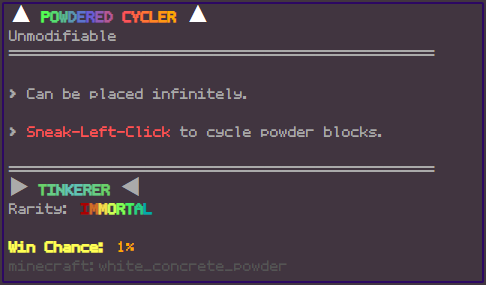 ▲ POWDERED CYCLER ▲
Unmodifiable
> Can be placed infinitely.
> Sneak-Left-Click to cycle powder blocks.
▶ TINKERER ◀
Rarity: IMMORTAL
Win Chance: 1%
minecraft:white_concrete_powder